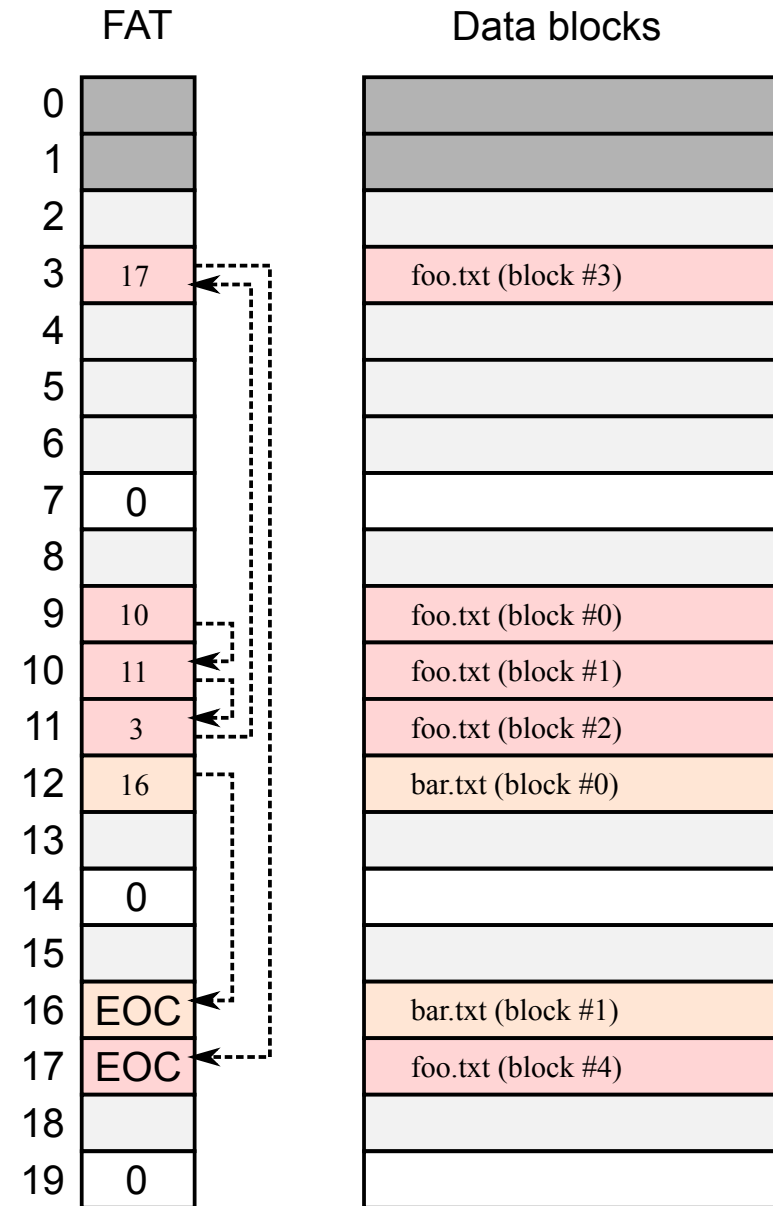 FAT Data blocks
0
1
2
3 17 foo.txt (block #3)
4
5
6
7 0
8
9 10 foo.txt (block #0)
10 11 foo.txt (block #1)
11 3 foo.txt (block #2)
12 16 bar.txt (block #0)
13
14 0
15
16 EOC bar.txt (block #1)
17 EOC foo.txt (block #4)
18
19 0